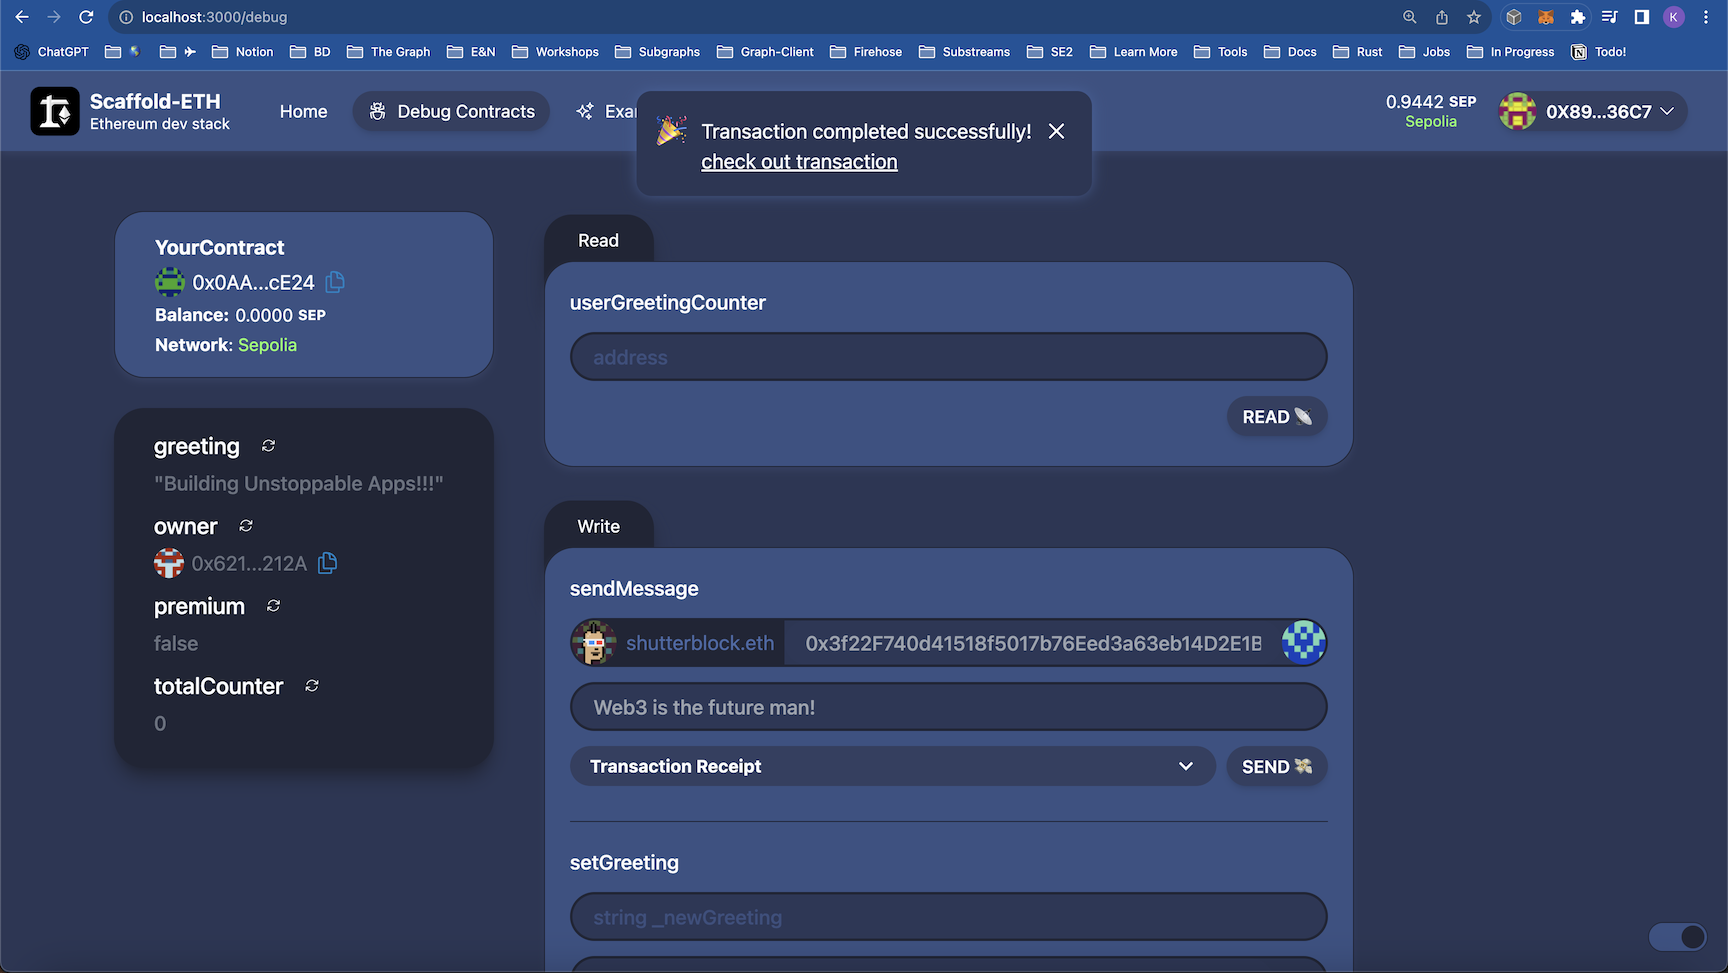 localhost:3000/debug
K
ChatGPT
Notion
BD
The Graph
E&N
Workshops
Subgraphs
Graph-Client
Firehose
Substreams
SE2
Learn More
Tools
Docs
Rust
Jobs
In Progress
Todo!
Scaffold-ETH
Ethereum dev stack
Home
Debug Contracts
Exa
Transaction completed successfully!
check out transaction
0.9442 SEP
Sepolia
0X89...36C7
YourContract
0x0AA...cE24
Balance: 0.0000 SEP
Network: Sepolia
greeting
"Building Unstoppable Apps!!!"
owner
0x621...212A
premium
false
totalCounter
0
Read
userGreetingCounter
address
READ
Write
sendMessage
shutterblock.eth
0x3f22F740d41518f5017b76Eed3a63eb14D2E1B
Web3 is the future man!
Transaction Receipt
SEND
setGreeting
string _newGreeting